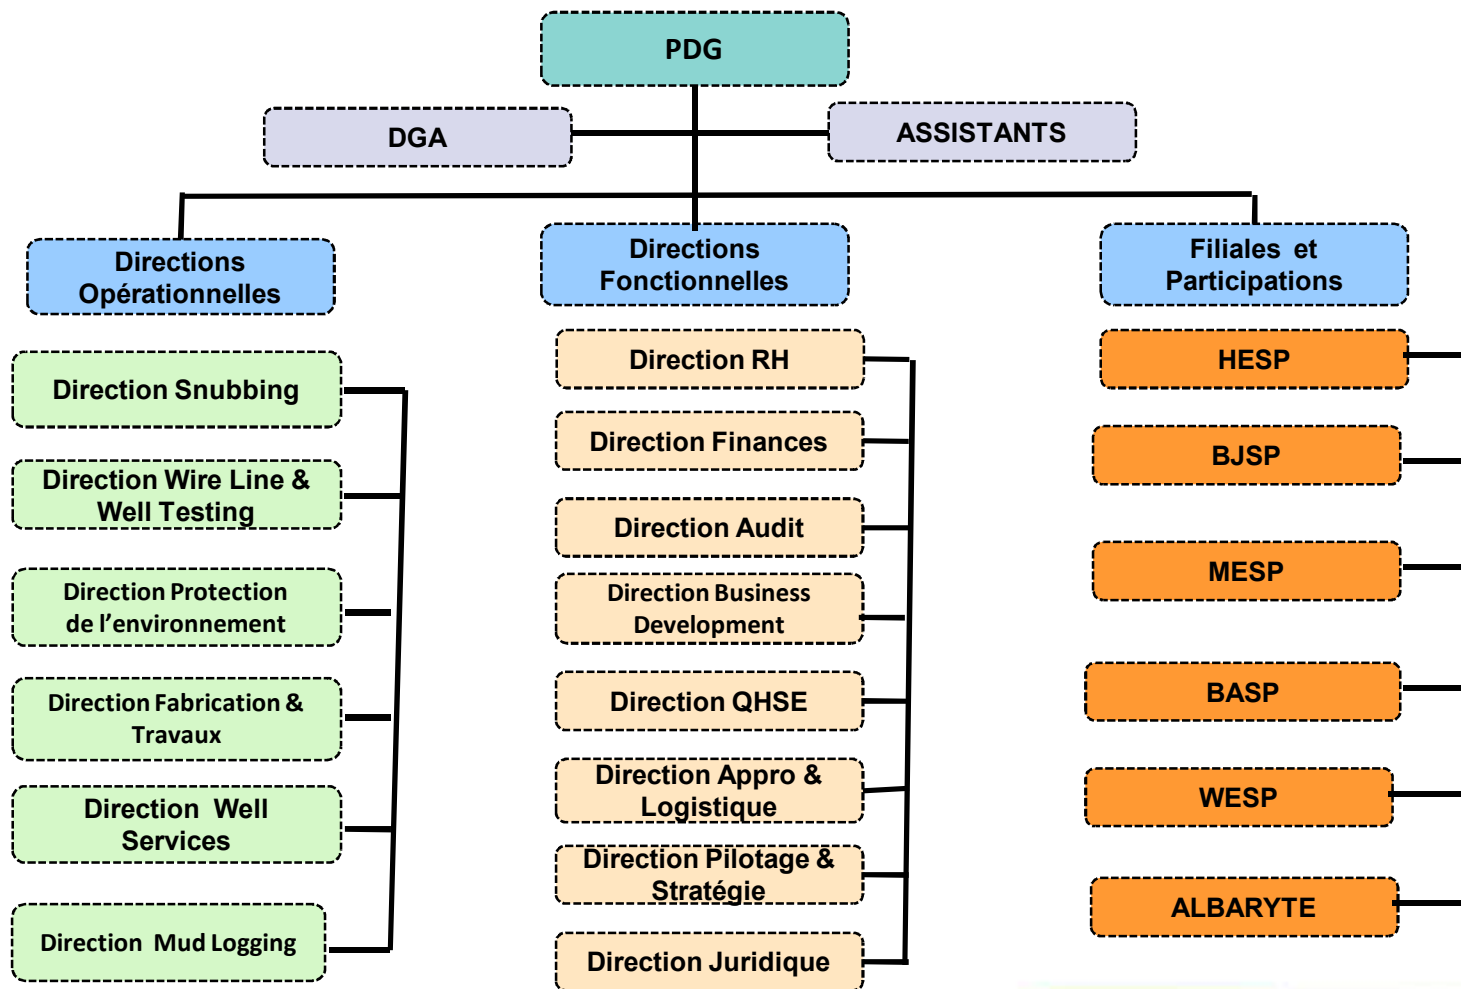 PDG
DGA
ASSISTANTS
Directions
Opérationnelles
Directions
Fonctionnelles
Filiales et
Participations
Direction Snubbing
Direction Wire Line &
Well Testing
Direction Protection
de l'environnement
Direction Fabrication &
Travaux
Direction Well
Services
Direction Mud Logging
Direction RH
Direction Finances
Direction Audit
Direction Business
Development
Direction QHSE
Direction Appro &
Logistique
Direction Pilotage &
Stratégie
Direction Juridique
HESP
BJSP
MESP
BASP
WESP
ALBARYTE